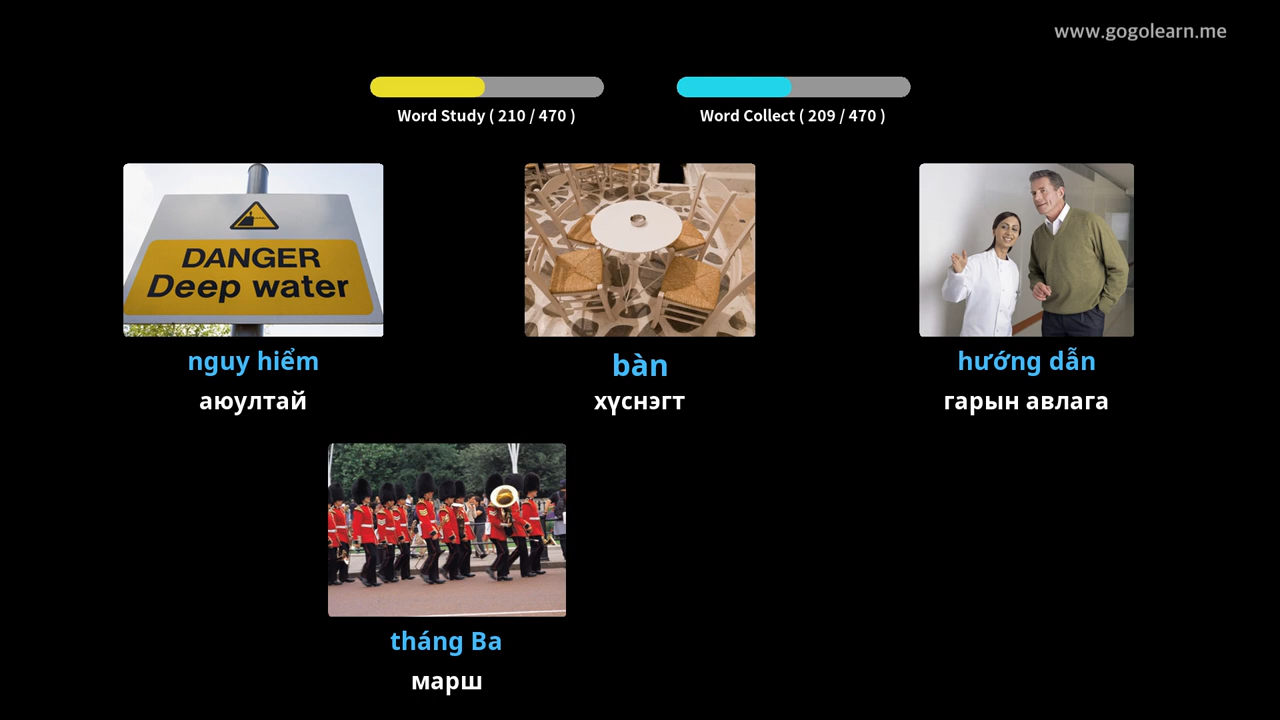 www.gogolearn.me
Word Study ( 210 / 470 )
Word Collect ( 209 / 470 )
DANGER
Deep water
nguy hiểm
аюултай
bàn
хүснэгт
hướng dẫn
гарын авлага
tháng Ba
марш